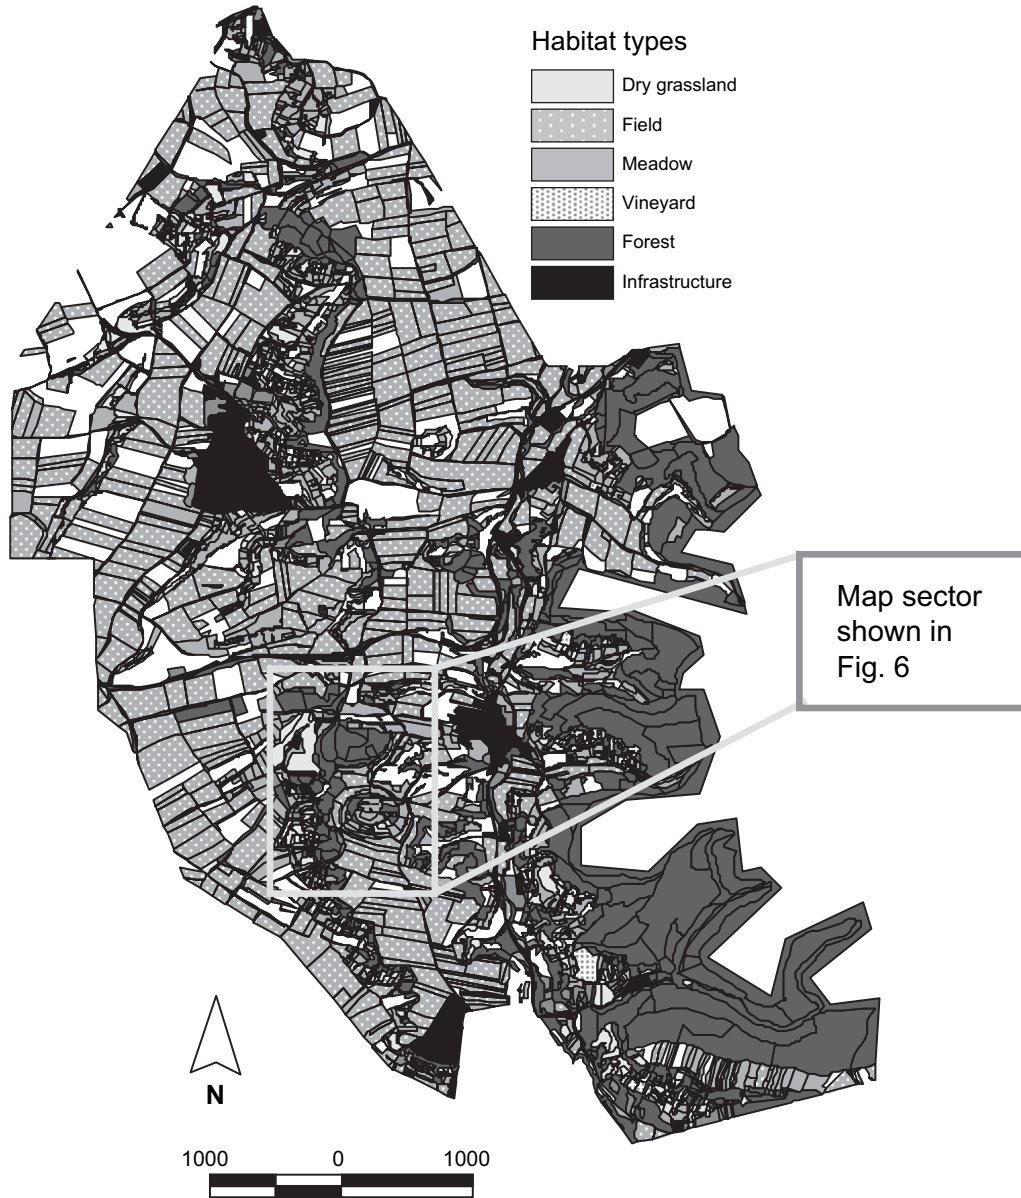 Habitat types
Dry grassland
Field
Meadow
Vineyard
Forest
Infrastructure
Map sector
shown in
Fig. 6
N
1000 0 1000